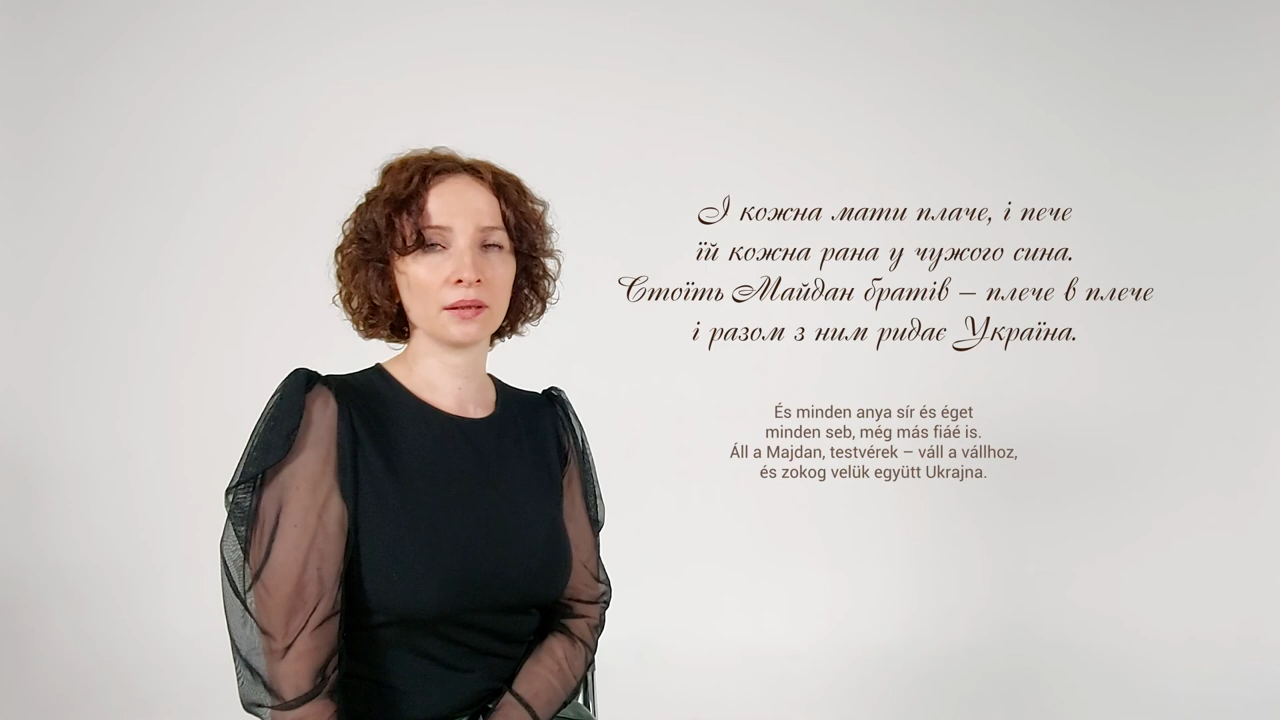 І кожна мати плаче, і пече
їй кожна рана у чужого сина.
Стоїть Майдан братів – плече в плече
і разом з ним ридає Україна.
És minden anya sír és éget
minden seb, még más fiáé is.
Áll a Majdan, testvérek – váll a vállhoz,
és zokog velük együtt Ukrajna.